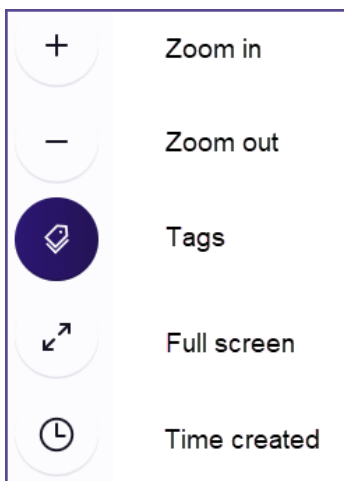 Zoom in
Zoom out
Tags
Full screen
Time created